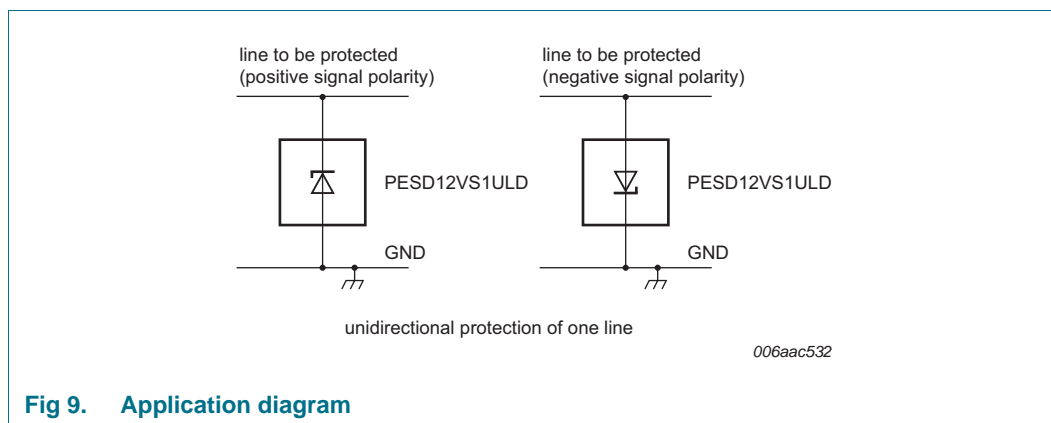 line to be protected
(positive signal polarity)
PESD12VS1ULD
GND
line to be protected
(negative signal polarity)
PESD12VS1ULD
GND
unidirectional protection of one line
006aac532
Fig 9. Application diagram